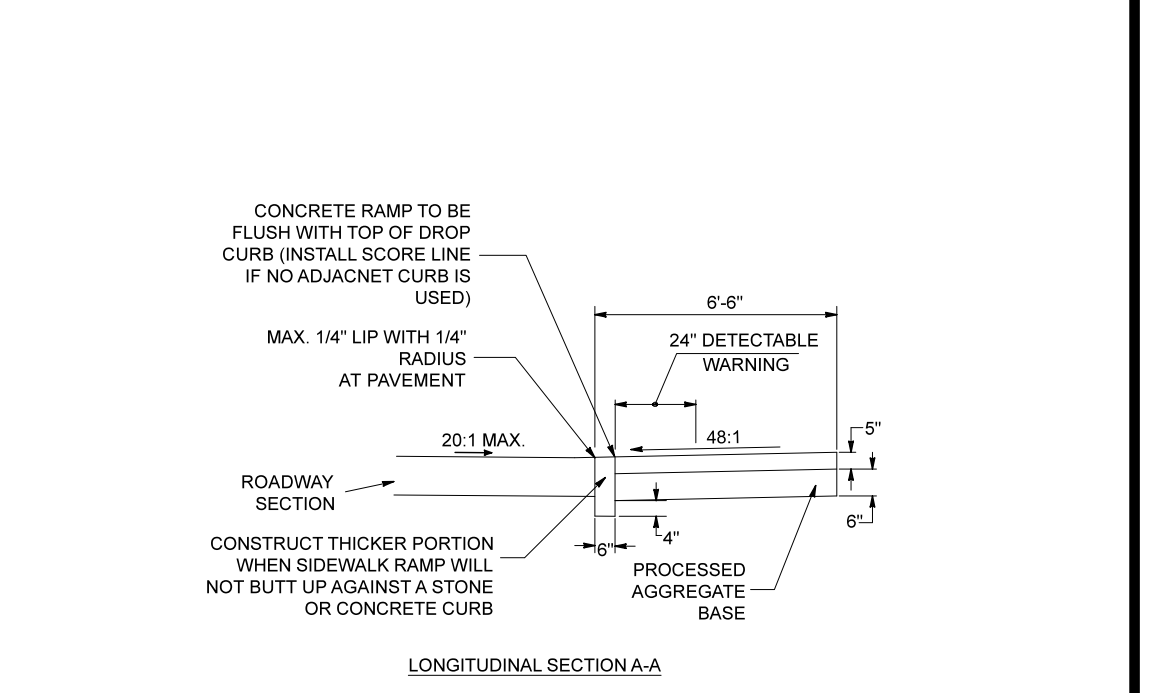 CONCRETE RAMP TO BE
FLUSH WITH TOP OF DROP
CURB (INSTALL SCORE LINE
IF NO ADJACNET CURB IS
USED)
6'-6"
MAX. 1/4" LIP WITH 1/4"
RADIUS
AT PAVEMENT
24" DETECTABLE
WARNING
20:1 MAX.
48:1
5"
ROADWAY
SECTION
6"
4"
6"
CONSTRUCT THICKER PORTION
WHEN SIDEWALK RAMP WILL
NOT BUTT UP AGAINST A STONE
OR CONCRETE CURB
PROCESSED
AGGREGATE
BASE
LONGITUDINAL SECTION A-A